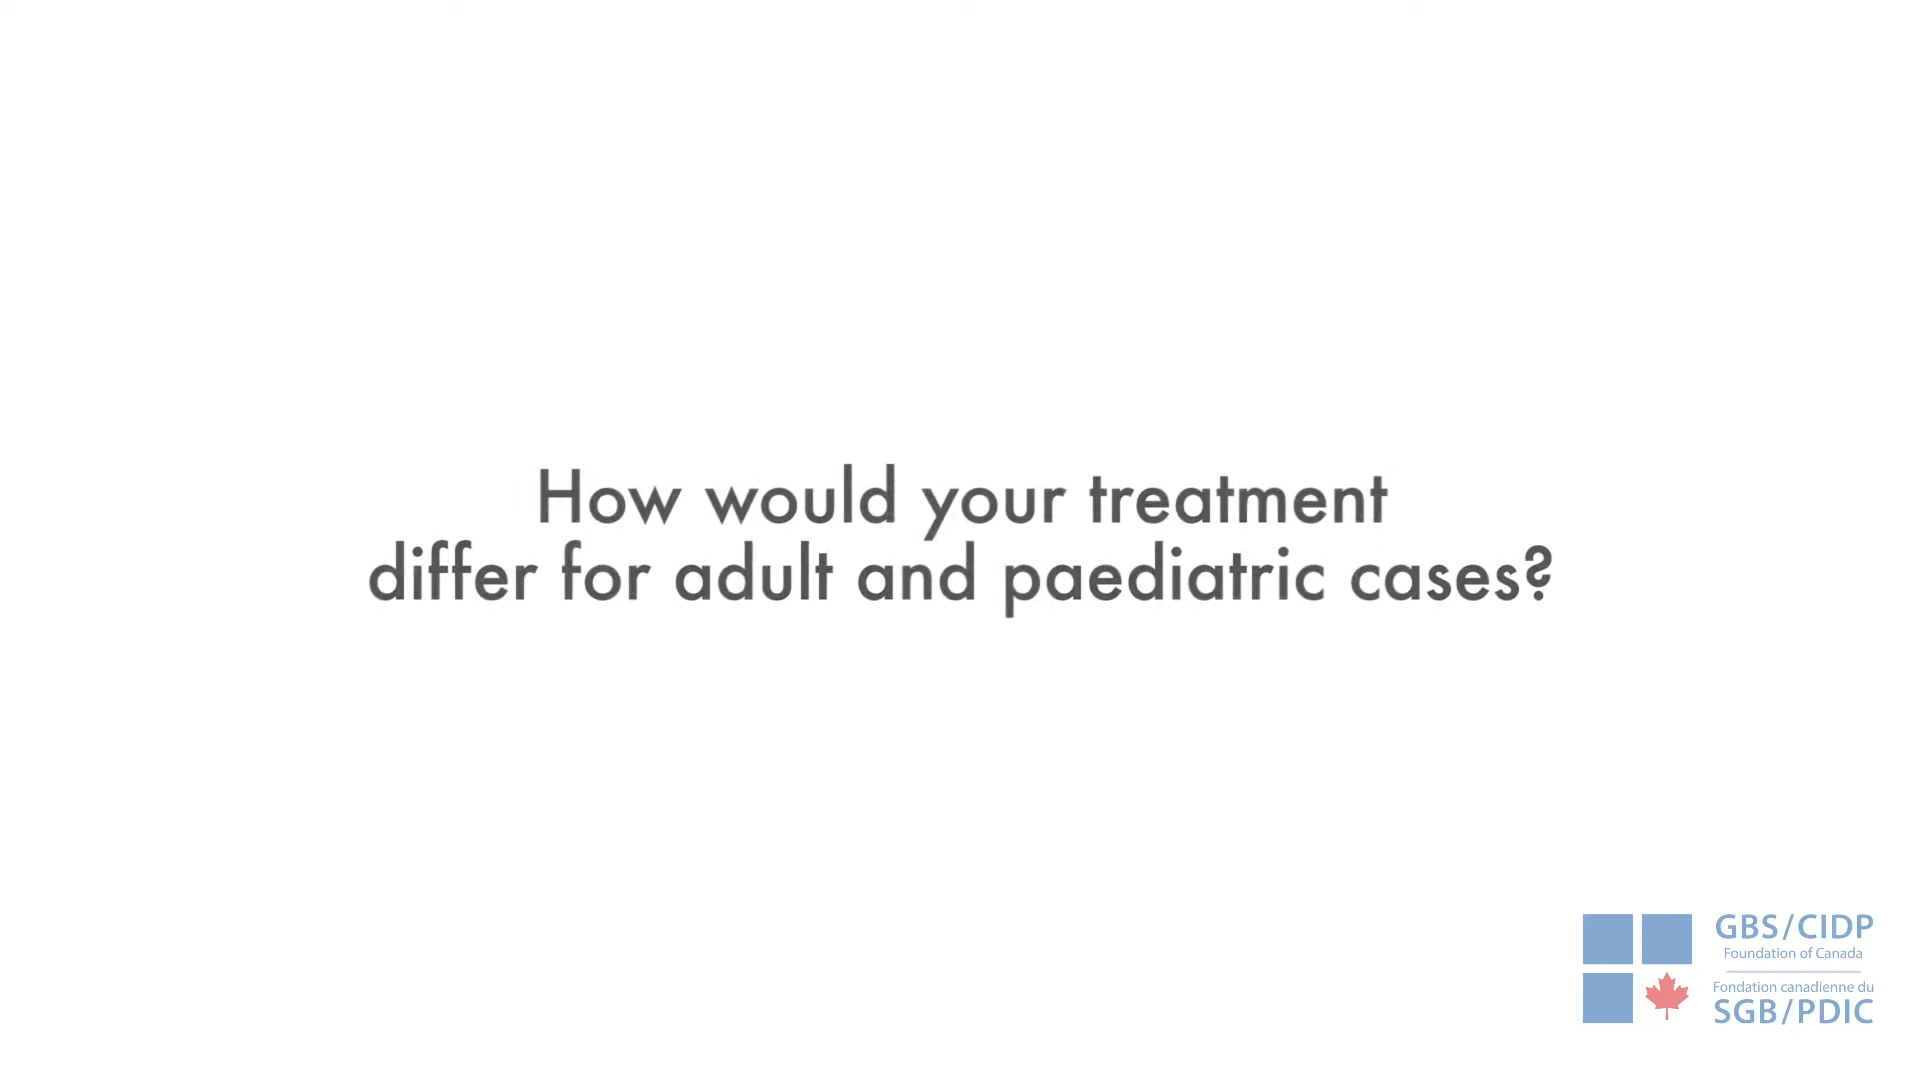 How would your treatment
differ for adult and paediatric cases?
GBS/CIDP
Foundation of Canada
Fondation canadienne du
SGB/PDIC